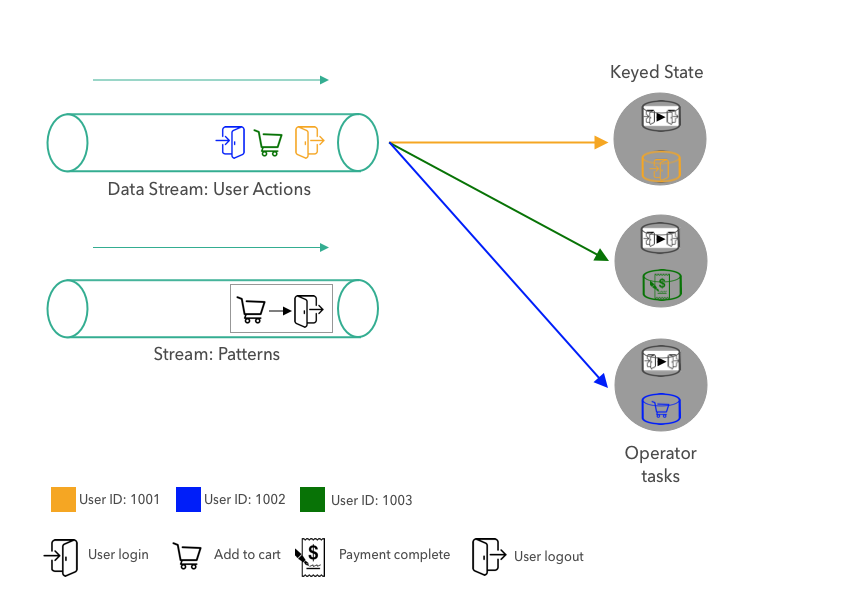 Keyed State
Data Stream: User Actions
Stream: Patterns
$
Operator
tasks
User ID: 1001
User ID: 1002
User ID: 1003
User login
Add to cart
$
Payment complete
User logout